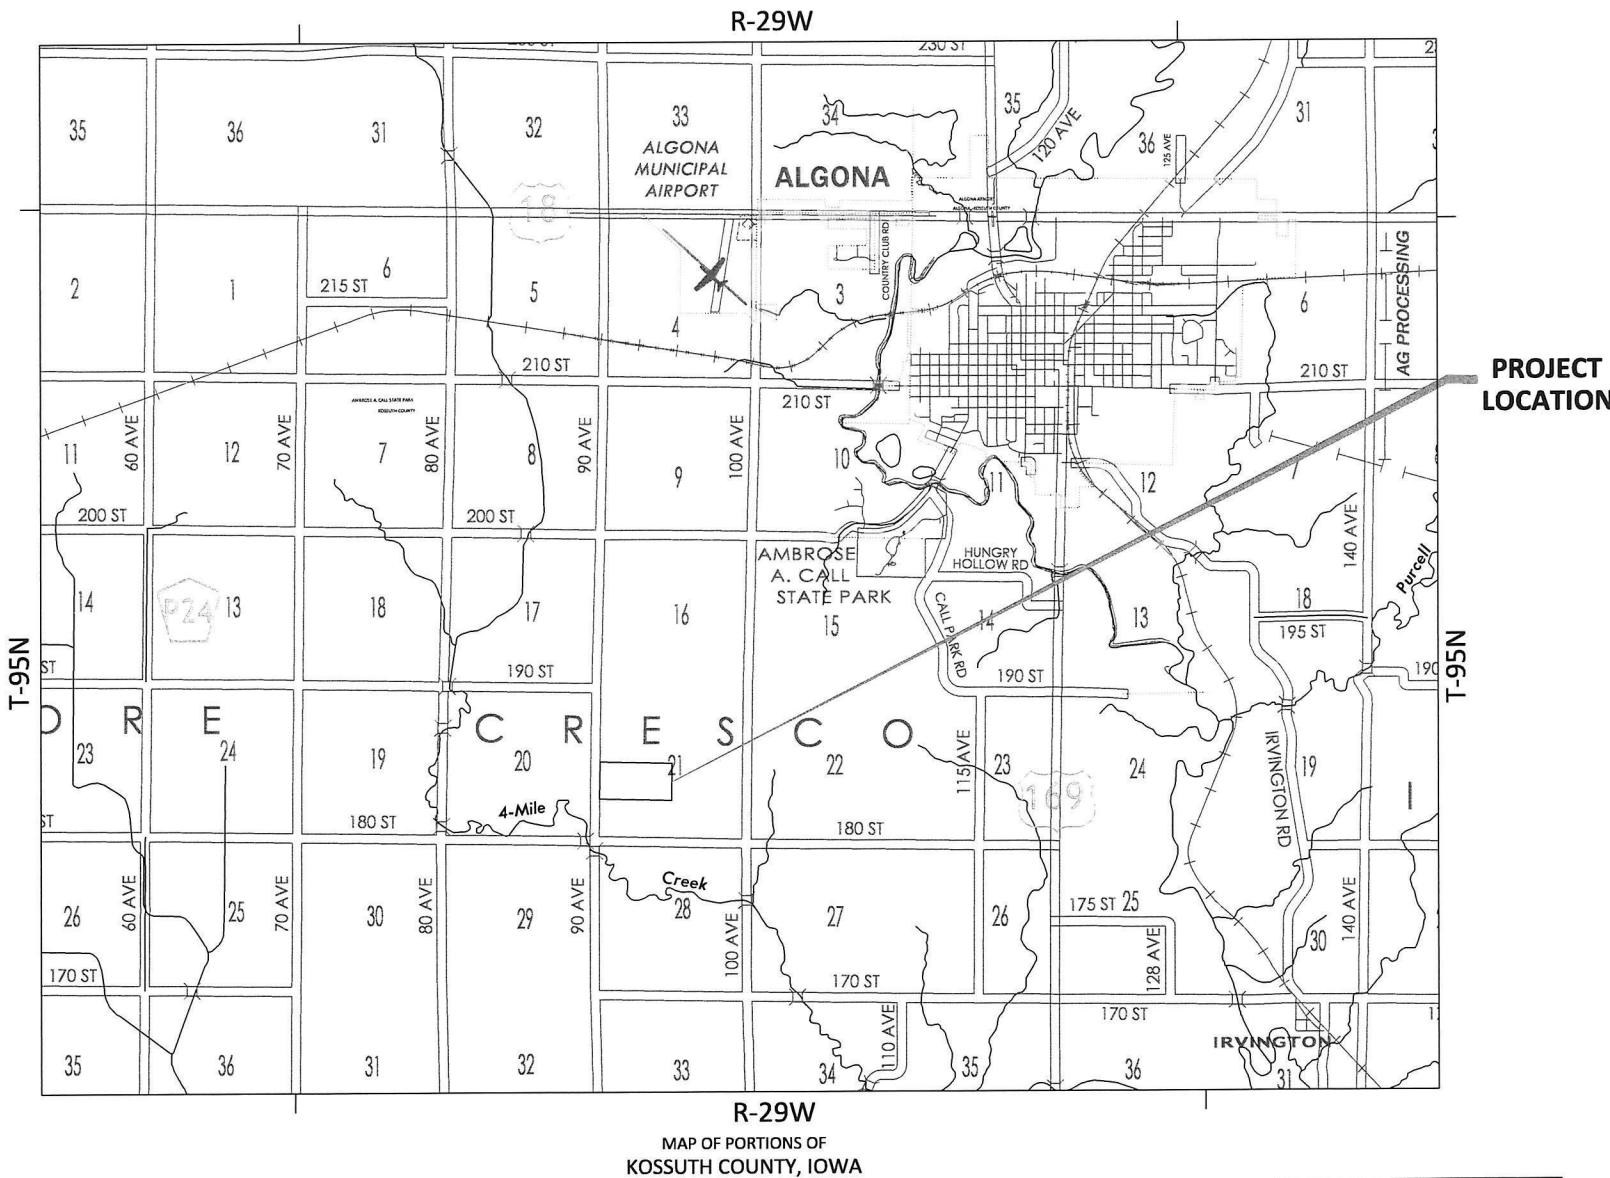 R-29W
230 ST
35
36
31
32
33
34
35
36
31
ALGONA
MUNICIPAL
AIRPORT
ALGONA
120 AVE
125 AVE
18
COUNTRY CLUB RD
2
1
6
5
4
3
6
215 ST
AG PROCESSING
210 ST
210 ST
210 ST
PROJECT
LOCATION
AMBROSE A. CALL STATE PARK
KOSSUTH COUNTY
11
60 AVE
12
70 AVE
7
80 AVE
8
90 AVE
9
100 AVE
10
11
12
7
140 AVE
200 ST
200 ST
AMBROSE
A. CALL
STATE PARK
HUNGRY
HOLLOW RD
Purcell
14
P24
13
18
17
16
15
14
13
18
195 ST
CALL PARK RD
T-95N
T-95N
ST
190 ST
190 ST
190
O R E
C R E S C O
23
24
19
20
21
22
115 AVE
23
24
IRVINGTON RD
19
169
4-Mile
ST
180 ST
180 ST
Creek
26
60 AVE
25
70 AVE
30
80 AVE
29
90 AVE
28
100 AVE
27
26
175 ST
25
128 AVE
30
140 AVE
170 ST
170 ST
170 ST
110 AVE
IRVINGTON
35
36
31
32
33
34
35
36
31
R-29W
MAP OF PORTIONS OF
KOSSUTH COUNTY, IOWA